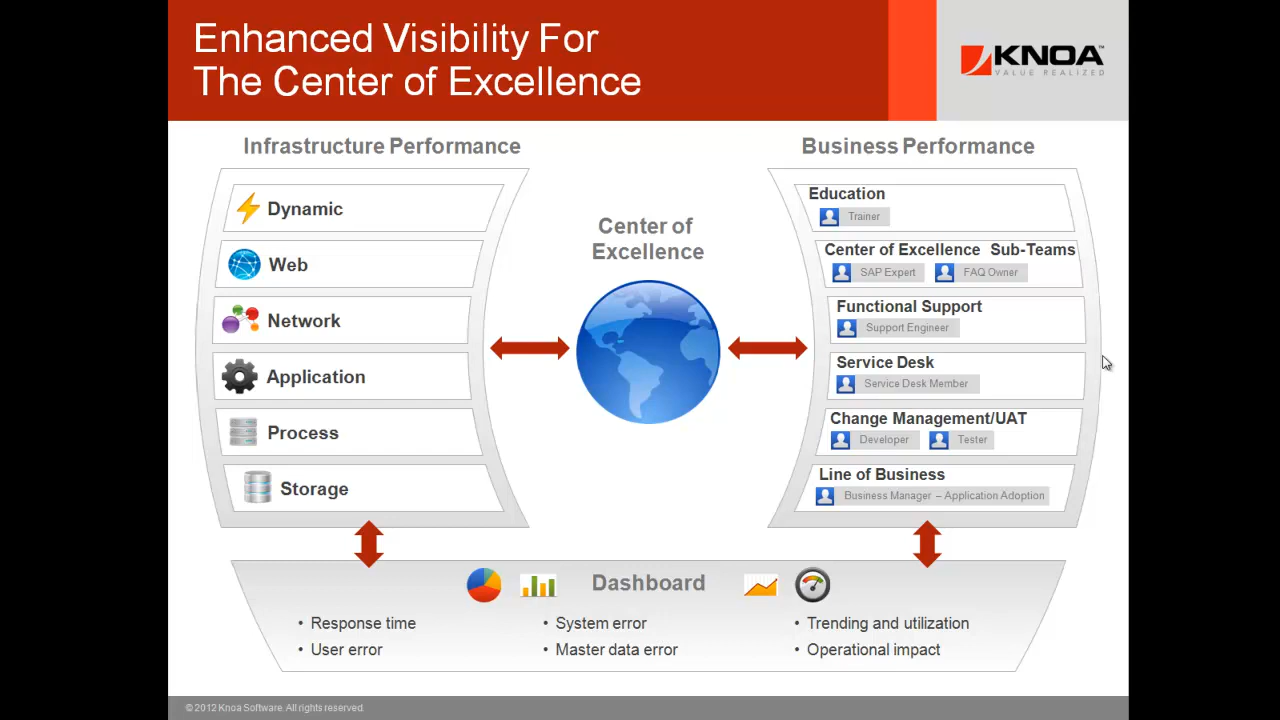 Enhanced Visibility For
The Center of Excellence
KNOA™
VALUE REALIZED
Infrastructure Performance
Dynamic
Web
Network
Application
Process
Storage
Center of
Excellence
Business Performance
Education
Trainer
Center of Excellence Sub-Teams
SAP Expert FAQ Owner
Functional Support
Support Engineer
Service Desk
Service Desk Member
Change Management/UAT
Developer Tester
Line of Business
Business Manager – Application Adoption
Dashboard
• Response time
• User error
• System error
• Master data error
• Trending and utilization
• Operational impact
© 2012 Knoa Software. All rights reserved.